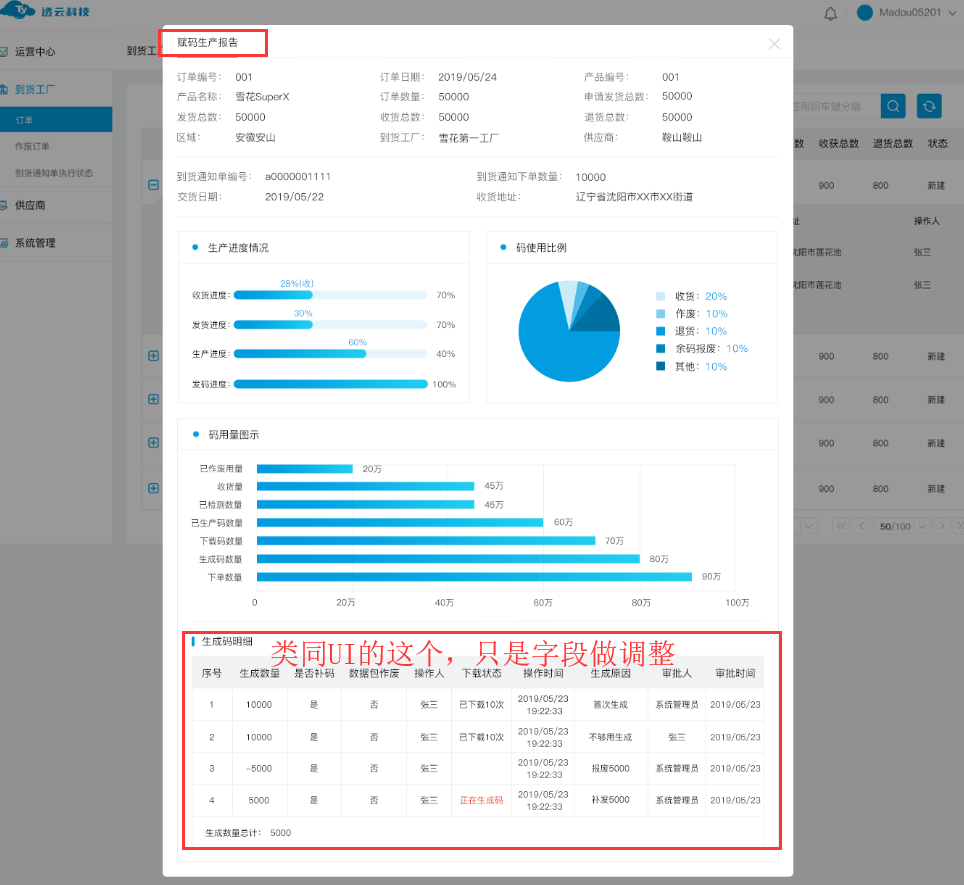 透云科技
Madou05201
运营中心
到货工厂
订单
作废订单
到货通知单执行状态
供应商
系统管理
到货工
赋码生产报告
订单编号： 001 订单日期： 2019/05/24 产品编号： 001
产品名称： 雪花SuperX 订单数量： 50000 申请发货总数： 50000
发货总数： 50000 收货总数： 50000 退货总数： 50000
区域： 安徽安山 到货工厂： 雪花第一工厂 供应商： 鞍山鞍山
到货通知单编号： a0000001111 到货通知下单数量： 10000
交货日期： 2019/05/22 收货地址： 辽宁省沈阳市XX市XX街道
生产进度情况
28%(收)
收货进度： 70%
30%
发货进度： 70%
60%
生产进度： 40%
发码进度： 100%
码使用比例
收货： 20%
作废： 10%
退货： 10%
余码报废： 10%
其他： 10%
码用量图示
已作废用量 20万
收货量 45万
已检测数量 45万
已生产码数量 60万
下载码数量 70万
生成码数量 80万
下单数量 90万
0 20万 40万 60万 80万 100万
生成码明细
类同UI的这个，只是字段做调整
序号 生成数量 是否补码 数据包作废 操作人 下载状态 操作时间 生成原因 审批人 审批时间
1 10000 是 否 张三 已下载10次 2019/05/23 19:22:33 首次生成 系统管理员 2019/05/23
2 10000 是 否 张三 已下载10次 2019/05/23 19:22:33 不够用生成 张三 2019/05/23
3 -5000 是 否 张三 2019/05/23 19:22:33 报废5000 系统管理员 2019/05/23
4 5000 是 否 张三 正在生成码 2019/05/23 19:22:33 补发5000 系统管理员 2019/05/23
生成数量总计： 5000
用回车键分隔
数 收获总数 退货总数 状态
900 800 新建
址 操作人
沈阳市莲花池 张三
沈阳市莲花池 张三
900 800 新建
900 800 新建
900 800 新建
900 800 新建
50/100